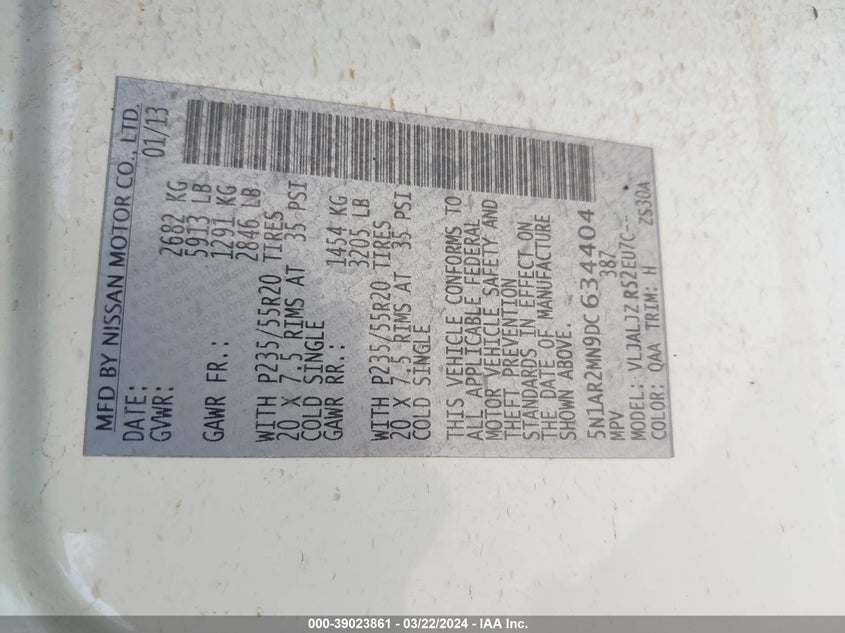 MFD BY NISSAN MOTOR CO., LTD.
DATE: 01/13
GVWR: 2682 KG
5913 LB
GAWR FR.: 1291 KG
2846 LB
WITH P235/55R20 TIRES
20 X 7.5 RIMS AT 35 PSI
COLD SINGLE
GAWR RR.: 1454 KG
3205 LB
WITH P235/55R20 TIRES
20 X 7.5 RIMS AT 35 PSI
COLD SINGLE
THIS VEHICLE CONFORMS TO
ALL APPLICABLE FEDERAL
MOTOR VEHICLE SAFETY AND
THEFT PREVENTION
STANDARDS IN EFFECT ON
THE DATE OF MANUFACTURE
SHOWN ABOVE.
5N1AR2MN9DC634404
MPV 387
MODEL: VLJALJZ R52EU7C--
COLOR: QAA TRIM: H ZS30A
000-39023861 - 03/22/2024 - IAA Inc.